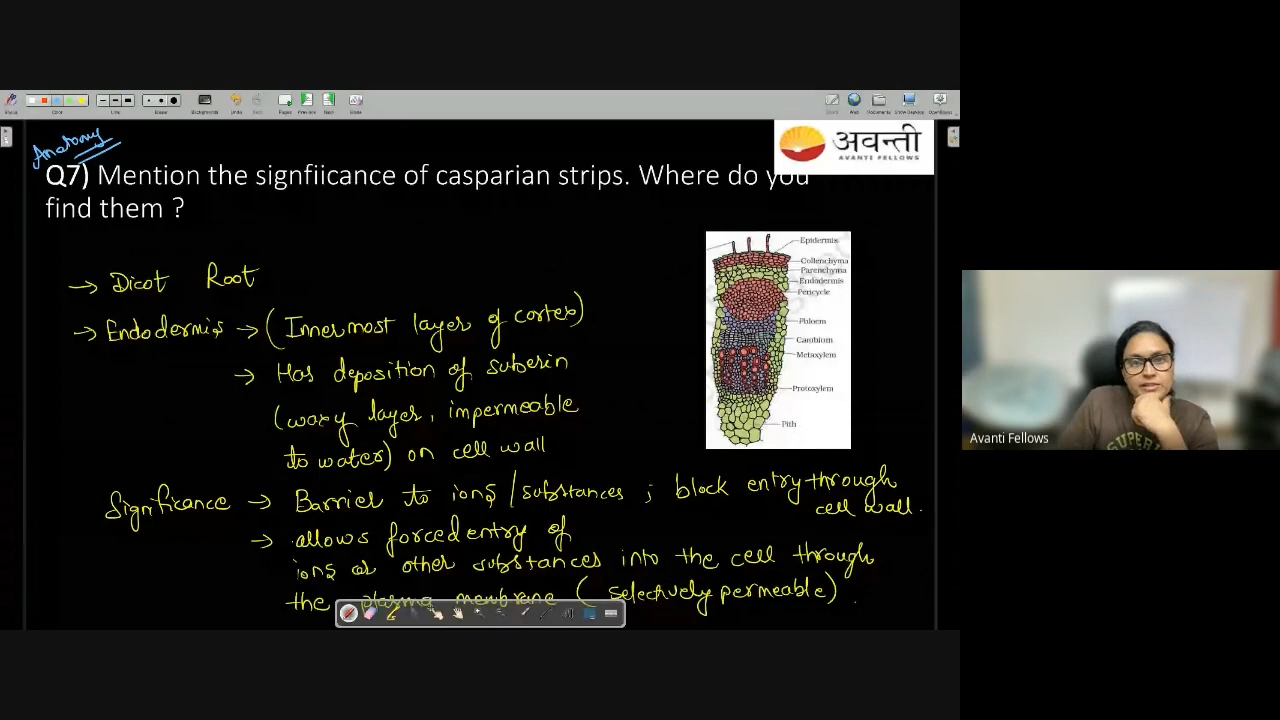 Anatomy
अवन्ती
AVANTI FELLOWS
Q7) Mention the signfiicance of casparian strips. Where do you
find them ?
→ Dicot Root
→ Endodermis → (Innermost layer of cortex)
→ Has deposition of suberin
(waxy layer, impermeable
to water) on cell wall
Significance → Barrier to ions/substances ; block entry through
cell wall.
→ allows forced entry of
ions or other substances into the cell through
the plasma membrane (selectively permeable).
Epidermis
Collenchyma
Parenchyma
Endodermis
Pericycle
Phloem
Cambium
Metaxylem
Protoxylem
Pith
Avanti Fellows
SUPER